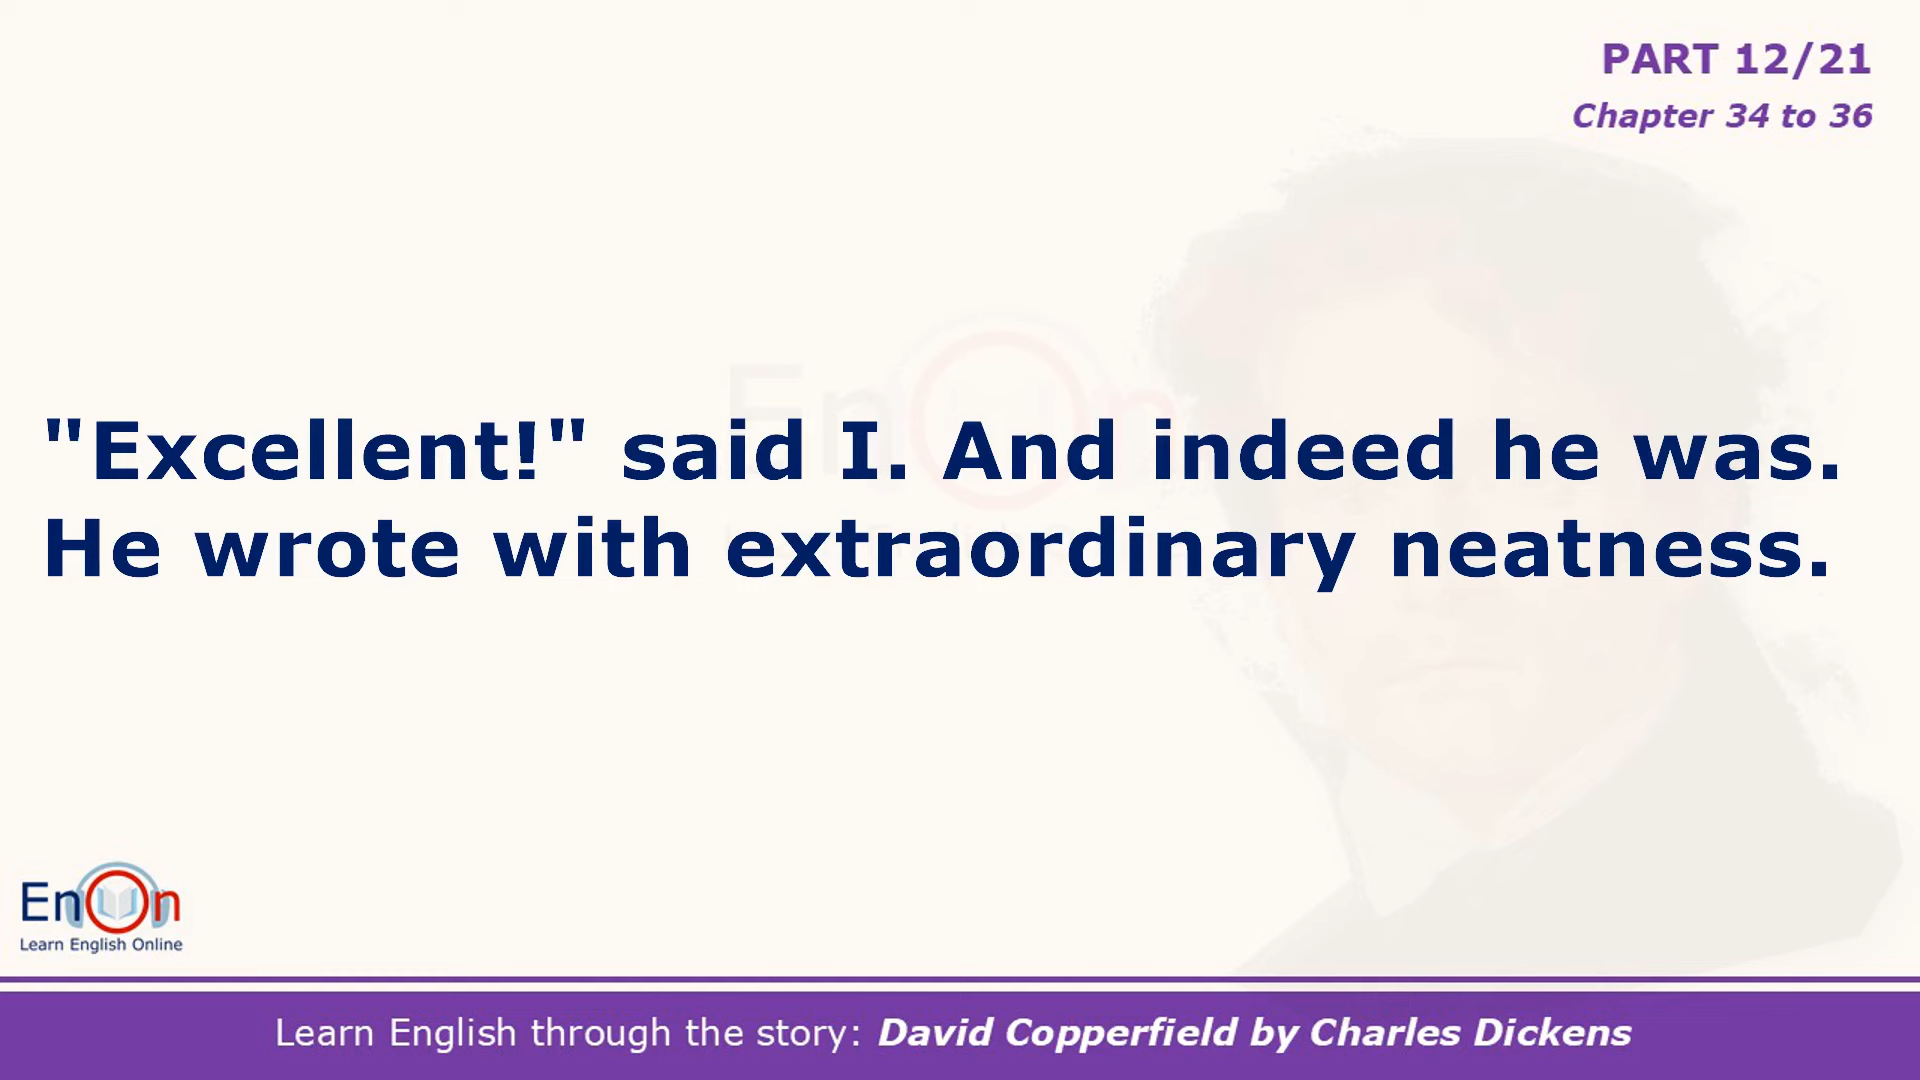 PART 12/21
Chapter 34 to 36
"Excellent!" said I. And indeed he was.
He wrote with extraordinary neatness.
EnOn
Learn English Online
Learn English through the story: David Copperfield by Charles Dickens